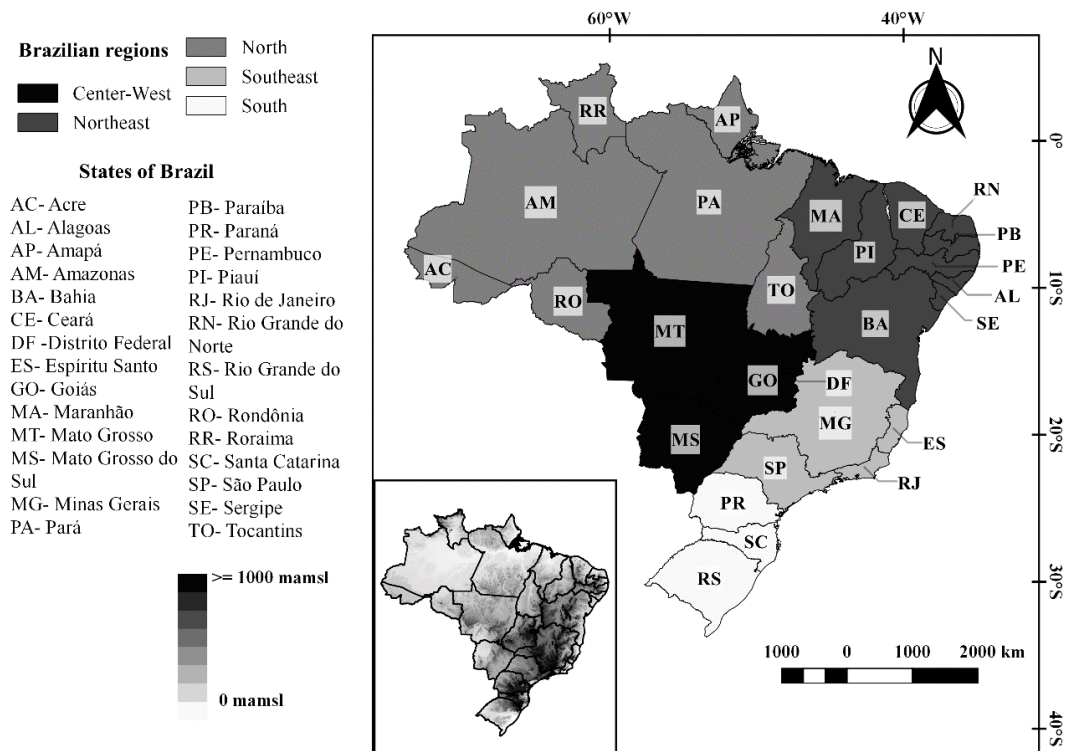 Brazilian regions
Center-West
Northeast
North
Southeast
South
States of Brazil
AC- Acre
AL- Alagoas
AP- Amapá
AM- Amazonas
BA- Bahia
CE- Ceará
DF -Distrito Federal
ES- Espíritu Santo
GO- Goiás
MA- Maranhão
MT- Mato Grosso
MS- Mato Grosso do
Sul
MG- Minas Gerais
PA- Pará
PB- Paraíba
PR- Paraná
PE- Pernambuco
PI- Piauí
RJ- Rio de Janeiro
RN- Rio Grande do
Norte
RS- Rio Grande do
Sul
RO- Rondônia
RR- Roraima
SC- Santa Catarina
SP- São Paulo
SE- Sergipe
TO- Tocantins
>= 1000 mamsl
0 mamsl
60°W
40°W
N
0°
10°S
20°S
30°S
40°S
RR
AP
AM
PA
MA
CE
RN
PB
PI
PE
AC
RO
TO
AL
SE
MT
BA
GO
DF
MS
MG
ES
SP
RJ
PR
SC
RS
1000
0
1000
2000 km